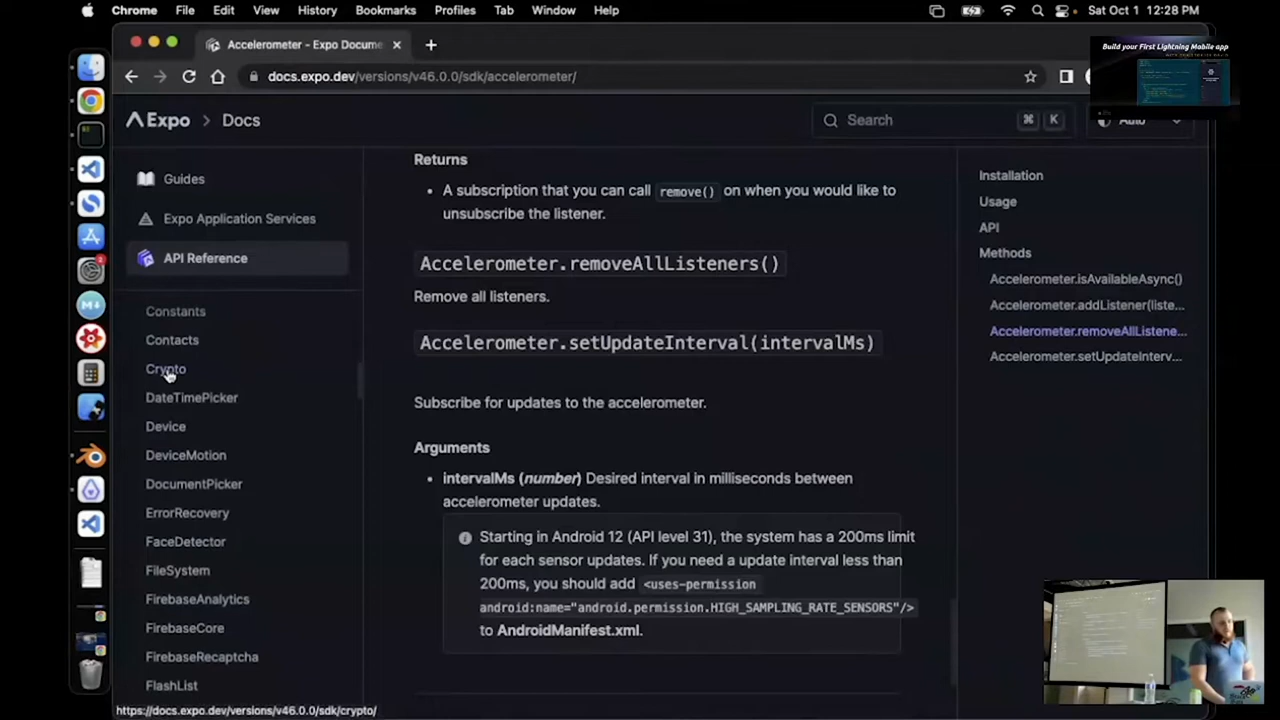 Chrome File Edit View History Bookmarks Profiles Tab Window Help Sat Oct 1 12:28 PM
Accelerometer - Expo Docume
docs.expo.dev/versions/v46.0.0/sdk/accelerometer/
Build your First Lightning Mobile app
Expo > Docs
Search ⌘ K
Auto
Guides
Expo Application Services
API Reference
Constants
Contacts
Crypto
DateTimePicker
Device
DeviceMotion
DocumentPicker
ErrorRecovery
FaceDetector
FileSystem
FirebaseAnalytics
FirebaseCore
FirebaseRecaptcha
FlashList
https://docs.expo.dev/versions/v46.0.0/sdk/crypto/
Returns
• A subscription that you can call remove() on when you would like to
unsubscribe the listener.
Accelerometer.removeAllListeners()
Remove all listeners.
Accelerometer.setUpdateInterval(intervalMs)
Subscribe for updates to the accelerometer.
Arguments
• intervalMs (number) Desired interval in milliseconds between
accelerometer updates.
Starting in Android 12 (API level 31), the system has a 200ms limit
for each sensor updates. If you need a update interval less than
200ms, you should add <uses-permission
android:name="android.permission.HIGH_SAMPLING_RATE_SENSORS"/>
to AndroidManifest.xml.
Installation
Usage
API
Methods
Accelerometer.isAvailableAsync()
Accelerometer.addListener(liste...
Accelerometer.removeAllListene...
Accelerometer.setUpdateInterv...